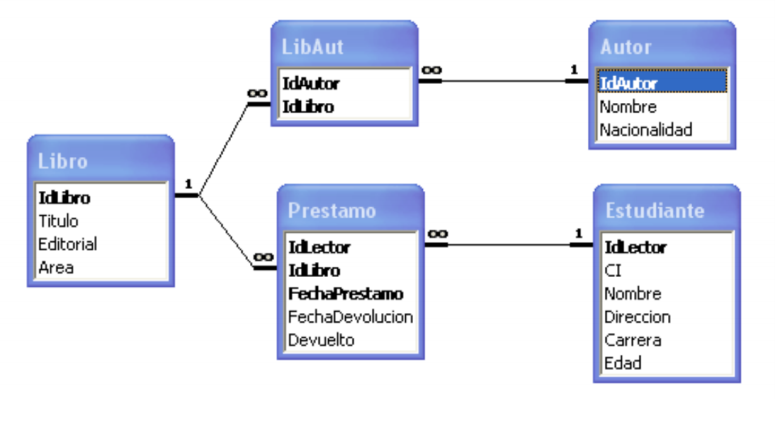 LibAut
IdAutor
IdLibro
∞
1
Autor
IdAutor
Nombre
Nacionalidad
∞
Libro
IdLibro
Titulo
Editorial
Area
1
∞
Prestamo
IdLector
IdLibro
FechaPrestamo
FechaDevolucion
Devuelto
∞
1
Estudiante
IdLector
CI
Nombre
Direccion
Carrera
Edad